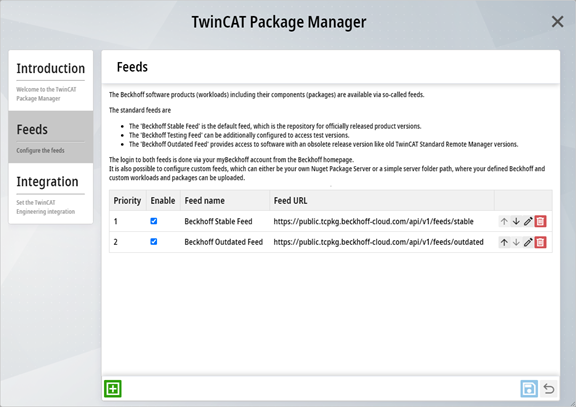 TwinCAT Package Manager
Introduction
Welcome to the TwinCAT
Package Manager
Feeds
Configure the feeds
Integration
Set the TwinCAT
Engineering integration
Feeds
The Beckhoff software products (workloads) including their components (packages) are available via so-called feeds.
The standard feeds are
• The 'Beckhoff Stable Feed' is the default feed, which is the repository for officially released product versions.
• The 'Beckhoff Testing Feed' can be additionally configured to access test versions.
• The 'Beckhoff Outdated Feed' provides access to software with an obsolete release version like old TwinCAT Standard Remote Manager versions.
The login to both feeds is done via your myBeckhoff account from the Beckhoff homepage.
It is also possible to configure custom feeds, which can either be your own Nuget Package Server or a simple server folder path, where your defined Beckhoff and
custom workloads and packages can be uploaded.
Priority Enable Feed name Feed URL
1 Beckhoff Stable Feed https://public.tcpkg.beckhoff-cloud.com/api/v1/feeds/stable
2 Beckhoff Outdated Feed https://public.tcpkg.beckhoff-cloud.com/api/v1/feeds/outdated